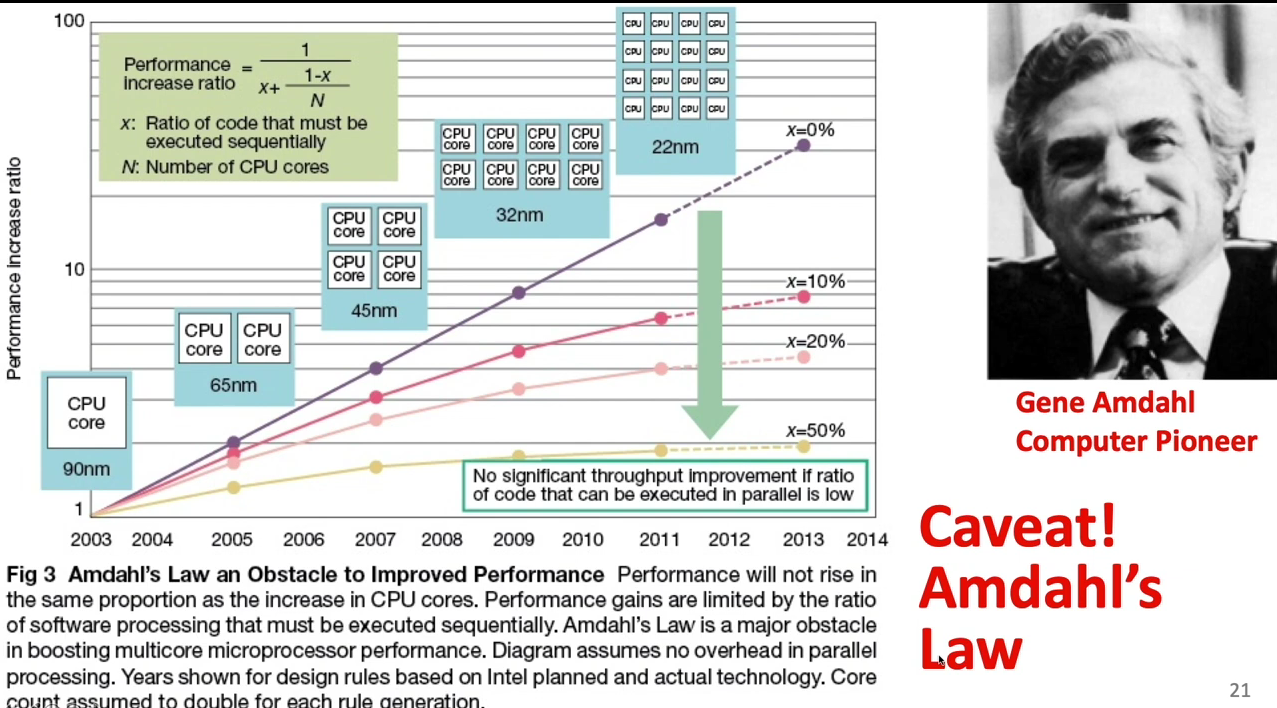 100
Performance increase ratio = 1
x+ 1-x
N
x: Ratio of code that must be
executed sequentially
N: Number of CPU cores
CPU CPU CPU CPU
CPU CPU CPU CPU
CPU CPU CPU CPU
CPU CPU CPU CPU
22nm
x=0%
CPU core CPU core CPU core CPU core
CPU core CPU core CPU core CPU core
32nm
CPU core CPU core
CPU core CPU core
45nm
10
x=10%
CPU core CPU core
65nm
x=20%
CPU core
90nm
x=50%
No significant throughput improvement if ratio
of code that can be executed in parallel is low
1
Performance increase ratio
2003 2004 2005 2006 2007 2008 2009 2010 2011 2012 2013 2014
Fig 3 Amdahl's Law an Obstacle to Improved Performance Performance will not rise in
the same proportion as the increase in CPU cores. Performance gains are limited by the ratio
of software processing that must be executed sequentially. Amdahl's Law is a major obstacle
in boosting multicore microprocessor performance. Diagram assumes no overhead in parallel
processing. Years shown for design rules based on Intel planned and actual technology. Core
count assumed to double for each rule generation.
Gene Amdahl
Computer Pioneer
Caveat!
Amdahl's
Law
21